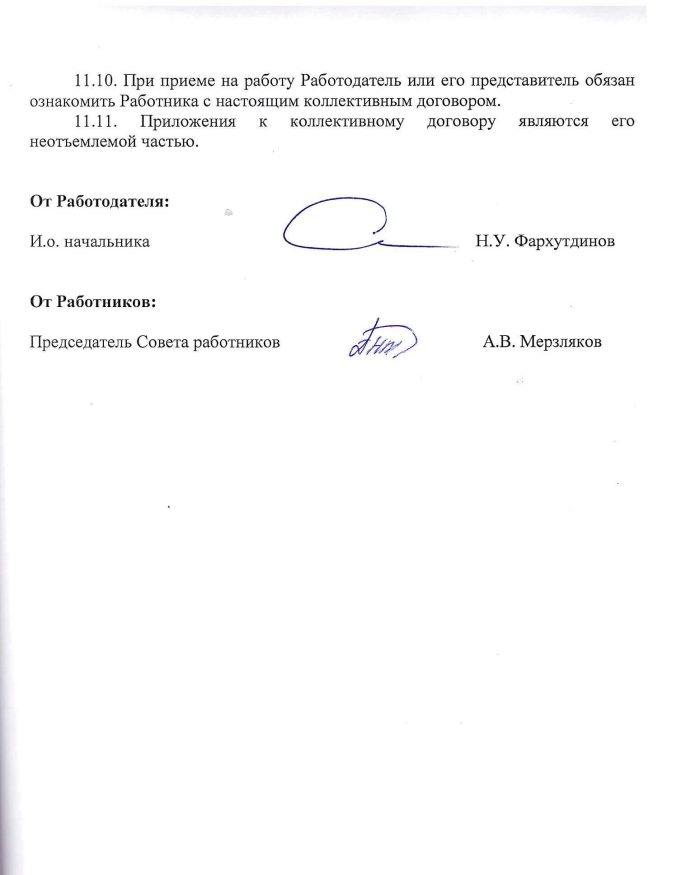 11.10. При приеме на работу Работодатель или его представитель обязан
ознакомить Работника с настоящим коллективным договором.
11.11. Приложения к коллективному договору являются его
неотъемлемой частью.
От Работодателя:
И.о. начальника Н.У. Фархутдинов
От Работников:
Председатель Совета работников А.В. Мерзляков